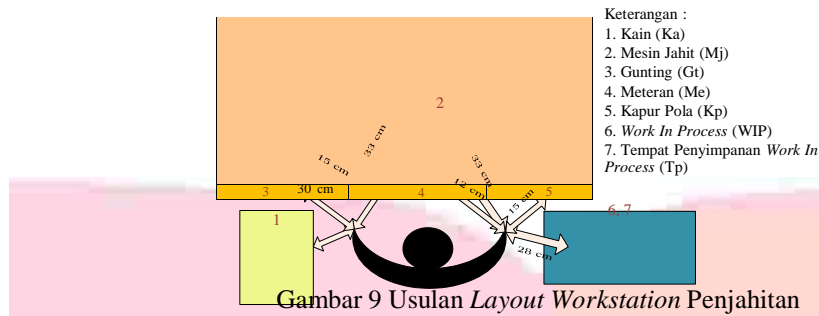 Keterangan :
1. Kain (Ka)
2. Mesin Jahit (Mj)
3. Gunting (Gt)
4. Meteran (Me)
5. Kapur Pola (Kp)
6. Work In Process (WIP)
7. Tempat Penyimpanan Work In
Process (Tp)
2
33 cm
15 cm
33 cm
3
30 cm
4
12 cm
5
15 cm
1
6, 7
28 cm
Gambar 9 Usulan Layout Workstation Penjahitan